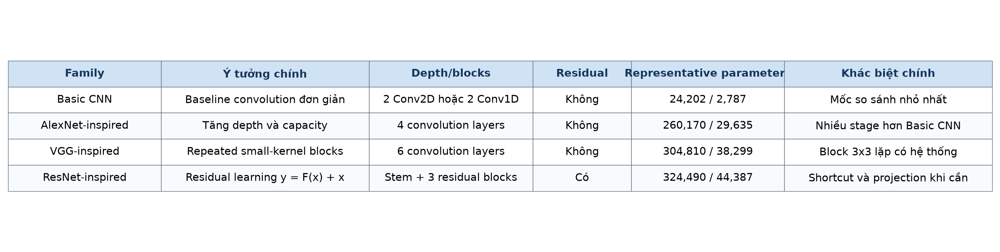 Family Ý tưởng chính Depth/blocks Residual Representative parameter Khác biệt chính
Basic CNN Baseline convolution đơn giản 2 Conv2D hoặc 2 Conv1D Không 24,202 / 2,787 Mốc so sánh nhỏ nhất
AlexNet-inspired Tăng depth và capacity 4 convolution layers Không 260,170 / 29,635 Nhiều stage hơn Basic CNN
VGG-inspired Repeated small-kernel blocks 6 convolution layers Không 304,810 / 38,299 Block 3x3 lặp có hệ thống
ResNet-inspired Residual learning y = F(x) + x Stem + 3 residual blocks Có 324,490 / 44,387 Shortcut và projection khi cần